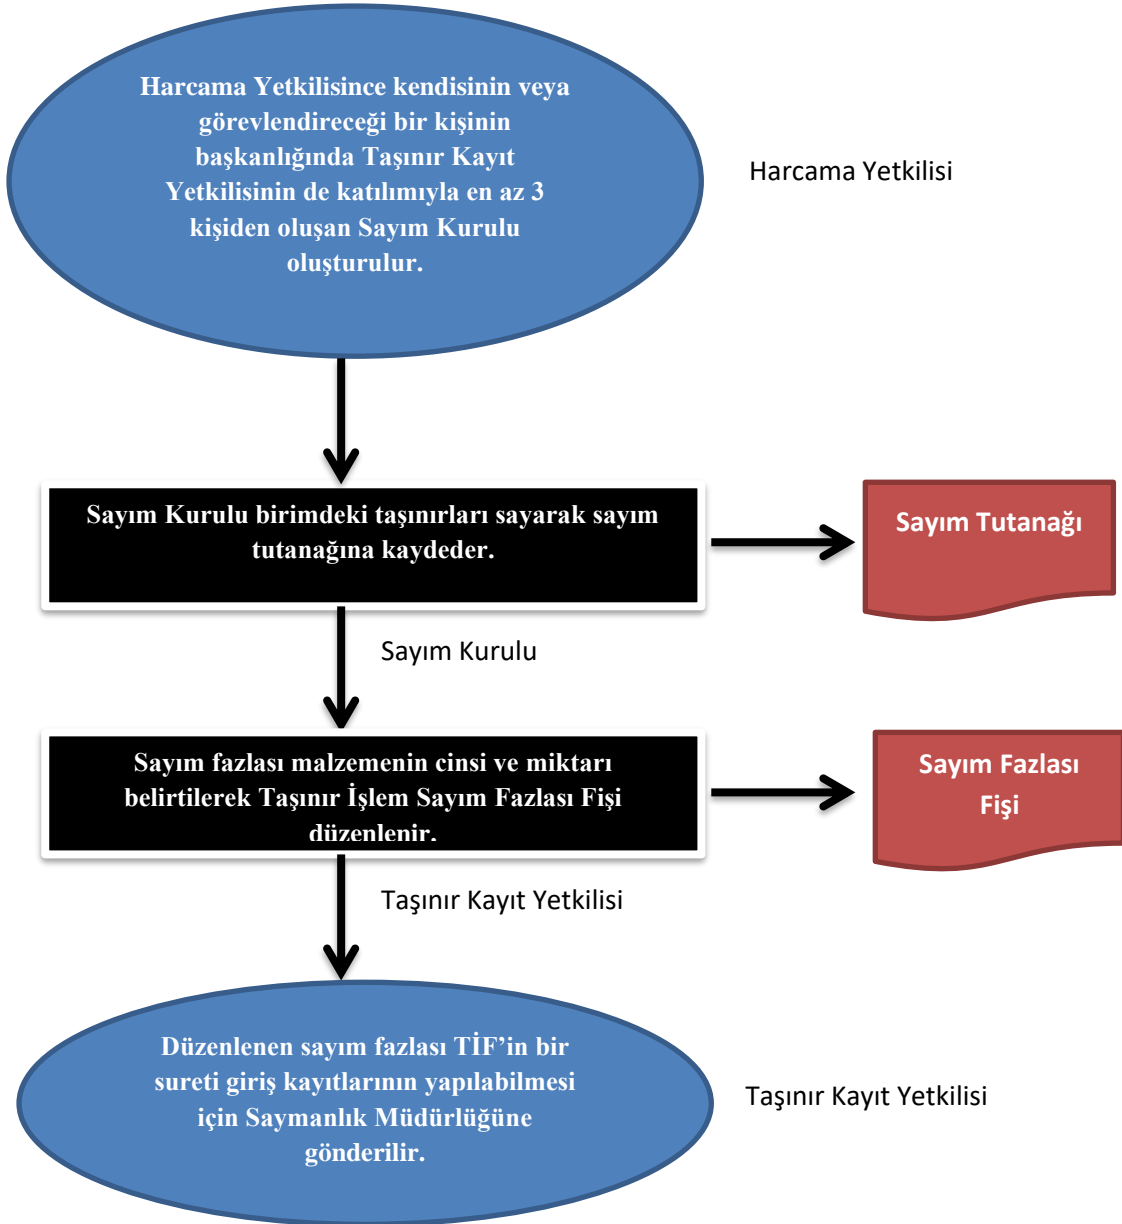 Harcama Yetkilisince kendisinin veya
görevlendireceği bir kişinin
başkanlığında Taşınır Kayıt
Yetkilisinin de katılımıyla en az 3
kişiden oluşan Sayım Kurulu
oluşturulur.
Harcama Yetkilisi
Sayım Kurulu birimdeki taşınırları sayarak sayım
tutanağına kaydeder.
Sayım Tutanağı
Sayım Kurulu
Sayım fazlası malzemenin cinsi ve miktarı
belirtilerek Taşınır İşlem Sayım Fazlası Fişi
düzenlenir.
Sayım Fazlası
Fişi
Taşınır Kayıt Yetkilisi
Düzenlenen sayım fazlası TİF’in bir
sureti giriş kayıtlarının yapılabilmesi
için Saymanlık Müdürlüğüne
gönderilir.
Taşınır Kayıt Yetkilisi